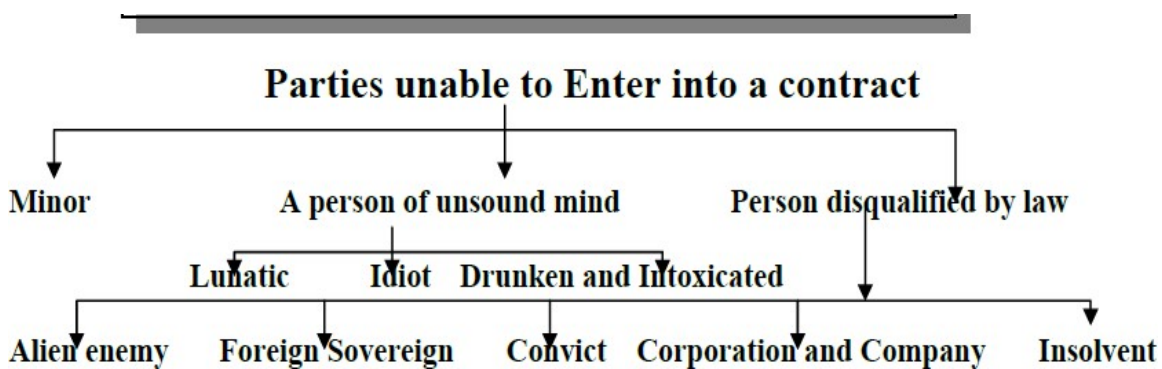 Parties unable to Enter into a contract
Minor A person of unsound mind Person disqualified by law
Lunatic Idiot Drunken and Intoxicated
Alien enemy Foreign Sovereign Convict Corporation and Company Insolvent